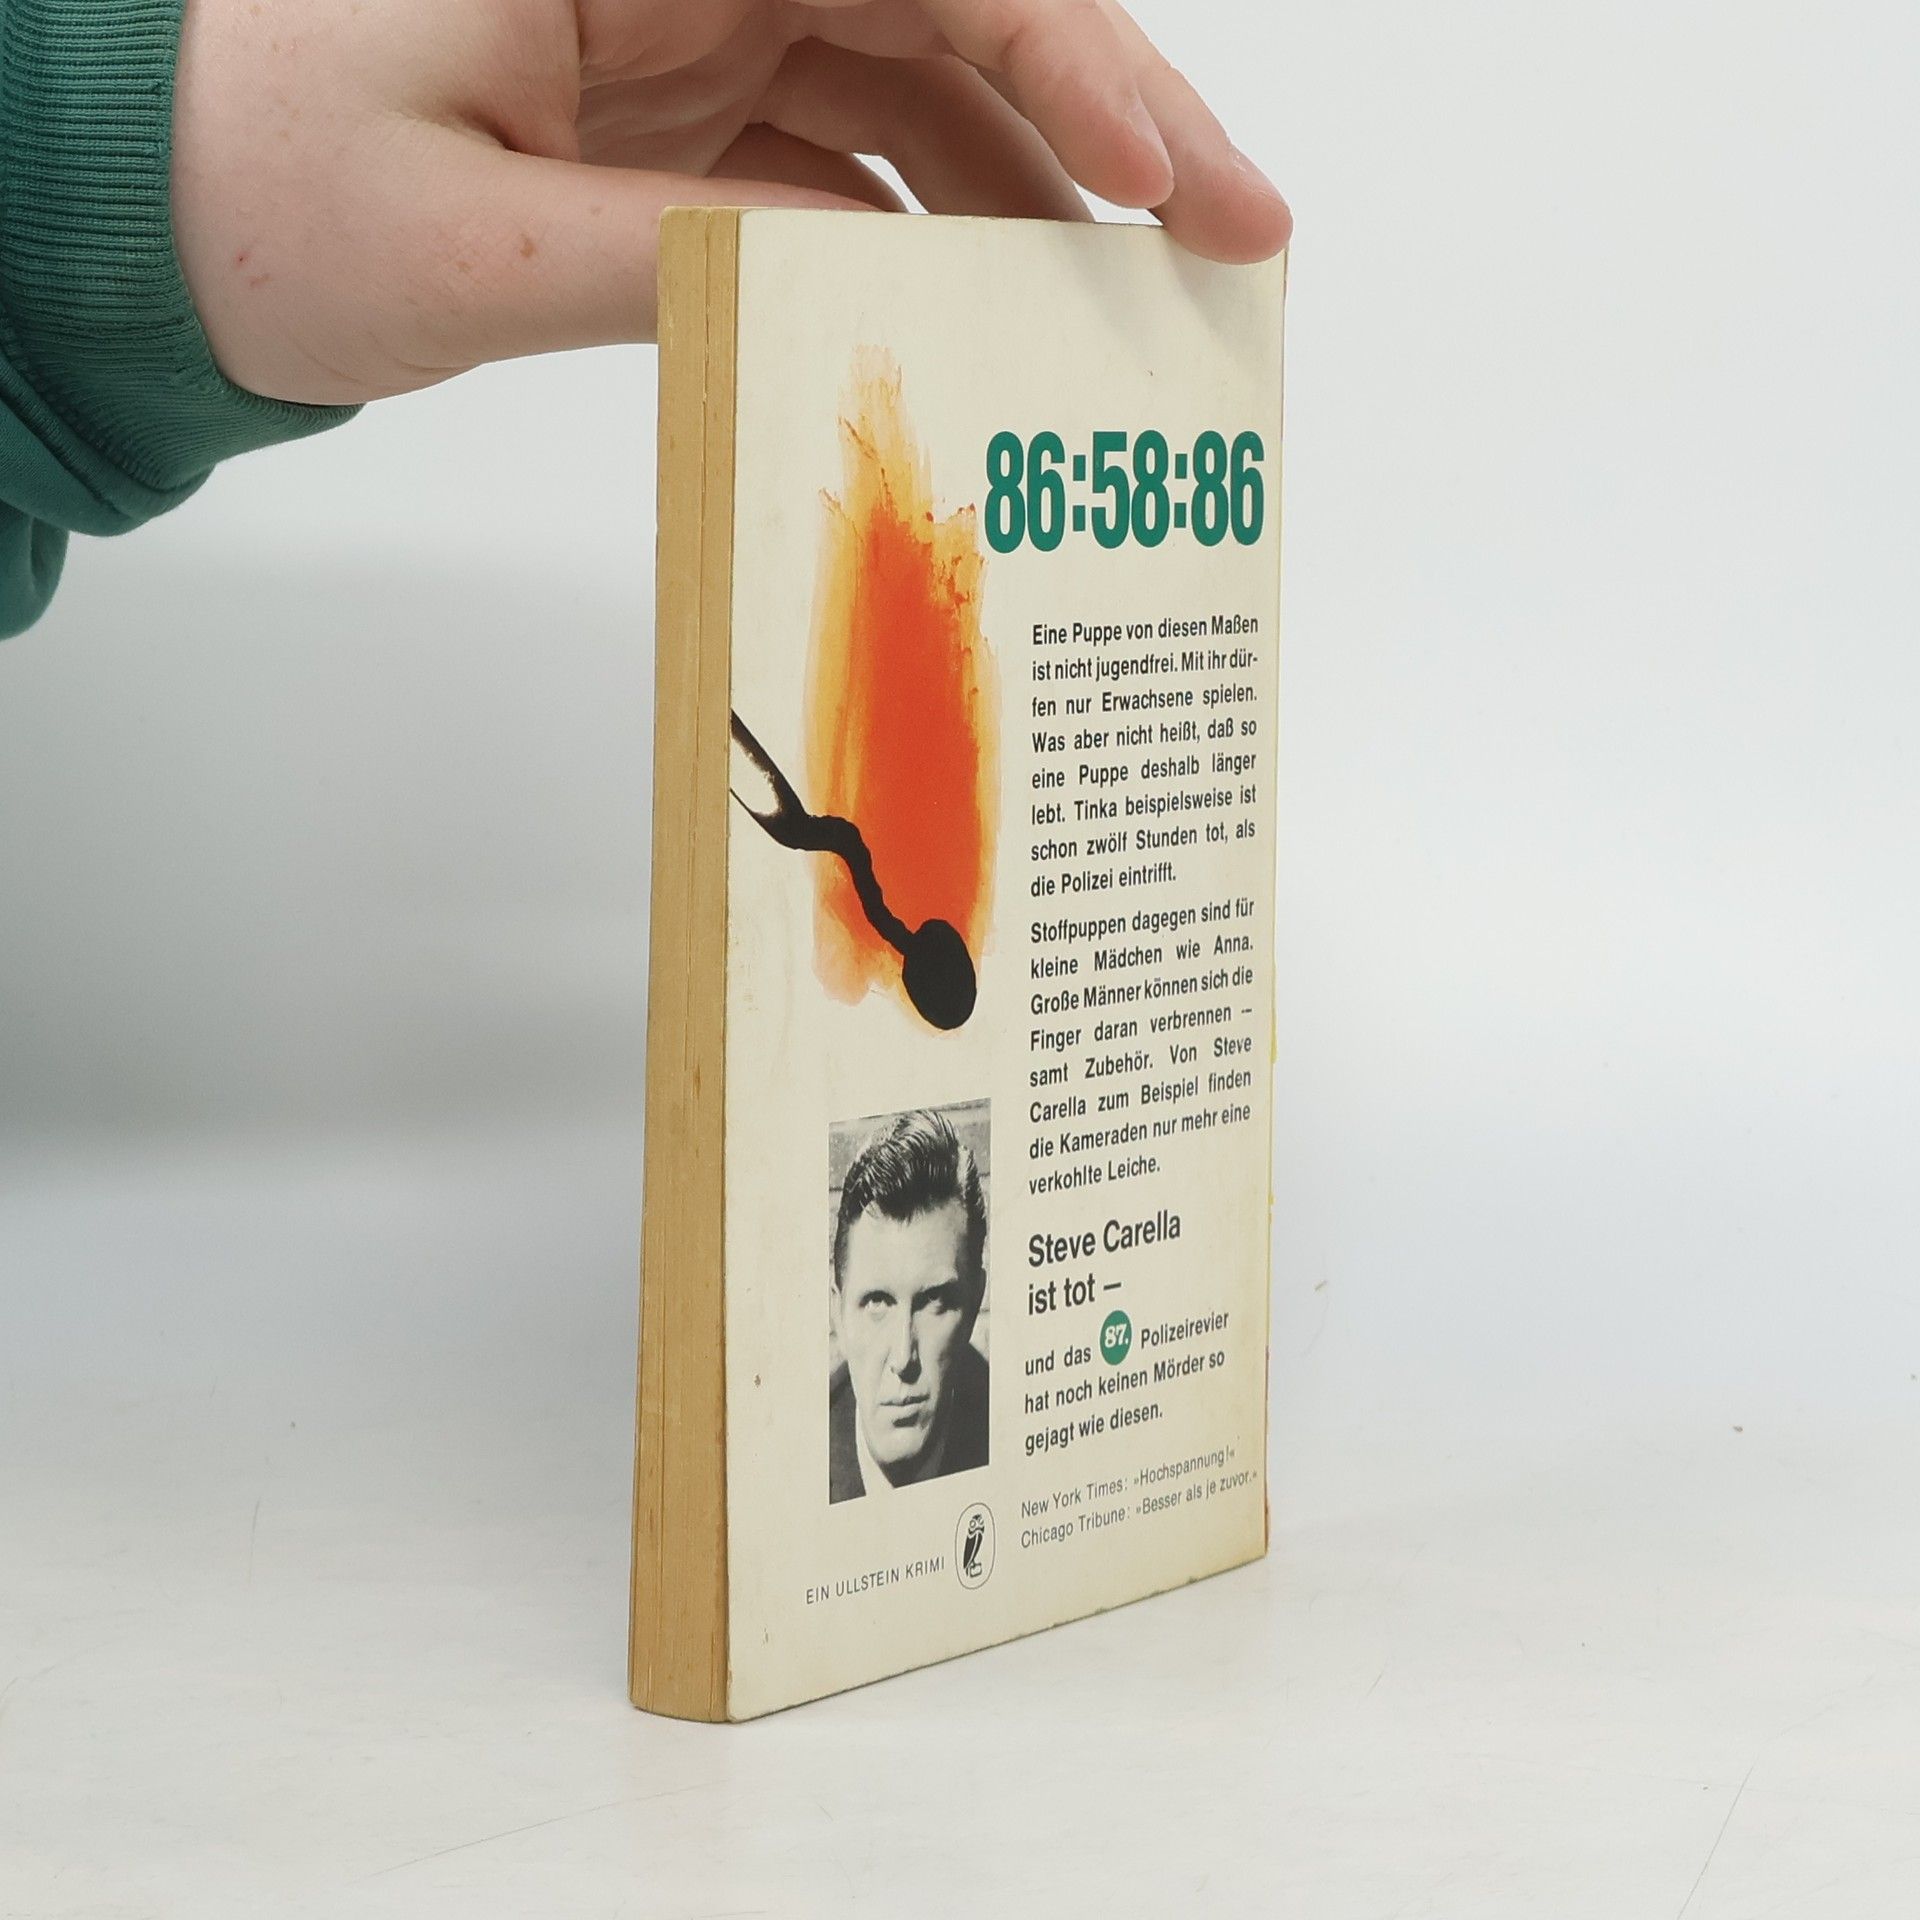 86:58:86
Eine Puppe von diesen Maßen
ist nicht jugendfrei. Mit ihr dür-
fen nur Erwachsene spielen.
Was aber nicht heißt, daß so
eine Puppe deshalb länger
lebt. Tinka beispielsweise ist
schon zwölf Stunden tot, als
die Polizei eintrifft.
Stoffpuppen dagegen sind für
kleine Mädchen wie Anna.
Große Männer können sich die
Finger daran verbrennen –
samt Zubehör. Von Steve
Carella zum Beispiel finden
die Kameraden nur mehr eine
verkohlte Leiche.
Steve Carella
ist tot –
und das 87. Polizeirevier
hat noch keinen Mörder so
gejagt wie diesen.
New York Times: »Hochspannung!«
Chicago Tribune: »Besser als je zuvor.«
EIN ULLSTEIN KRIMI